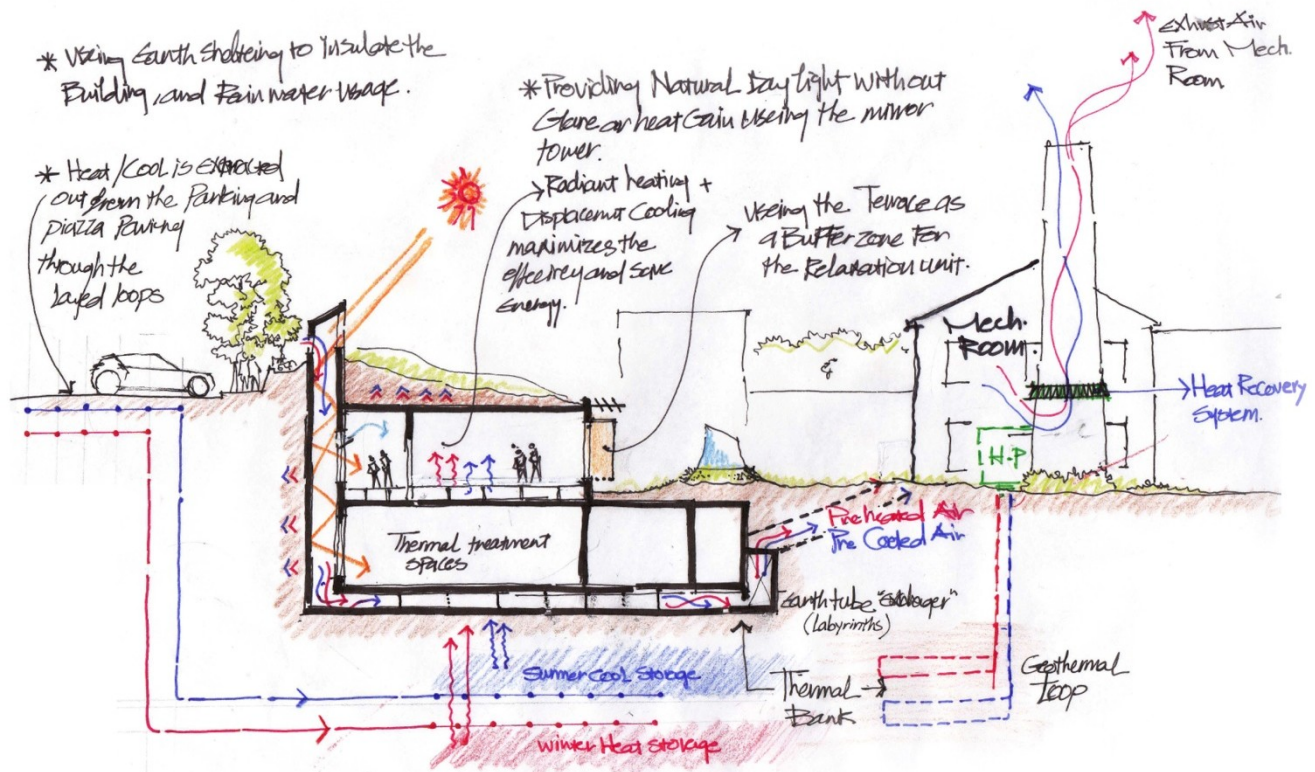 * Using Earth Sheltering to Insulate the
Building, and Rain water Usage.
* Heat/Cool is extracted
out from the Parking and
piazza Paving
through the
layed loops
* Providing Natural Day light without
Glare or heat Gain Useing the mirror
tower.
Radiant heating +
Displacement Cooling
maximizes the
and save
Energy.
Useing the Terrace as
a Buffer zone For
the Relaxation unit.
Exhust Air
From Mech.
Room
Mech.
Room.
Heat Recovery
System.
H.P
Thermal treatment
spaces
Pre heated Air
Pre Cooled Air
Earth tube
(Labyrinths)
Summer Cool Storage
Thermal
Bank
Geothermal
Loop
Winter Heat Storage